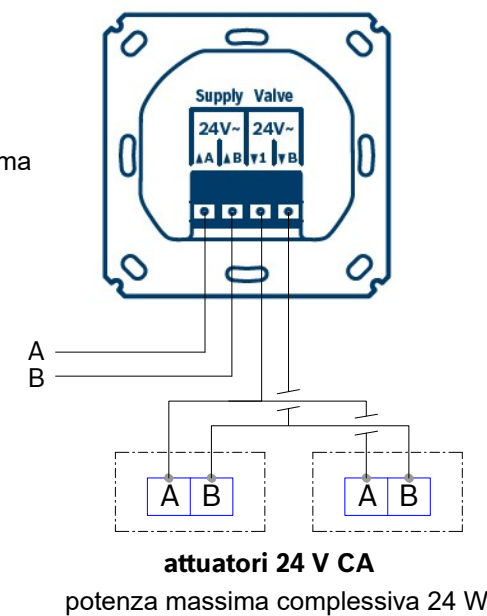 Supply Valve
24V~ 24V~
▲A ▲B ▼1 ▼B
ma
A
B
A B A B
attuatori 24 V CA
potenza massima complessiva 24 W